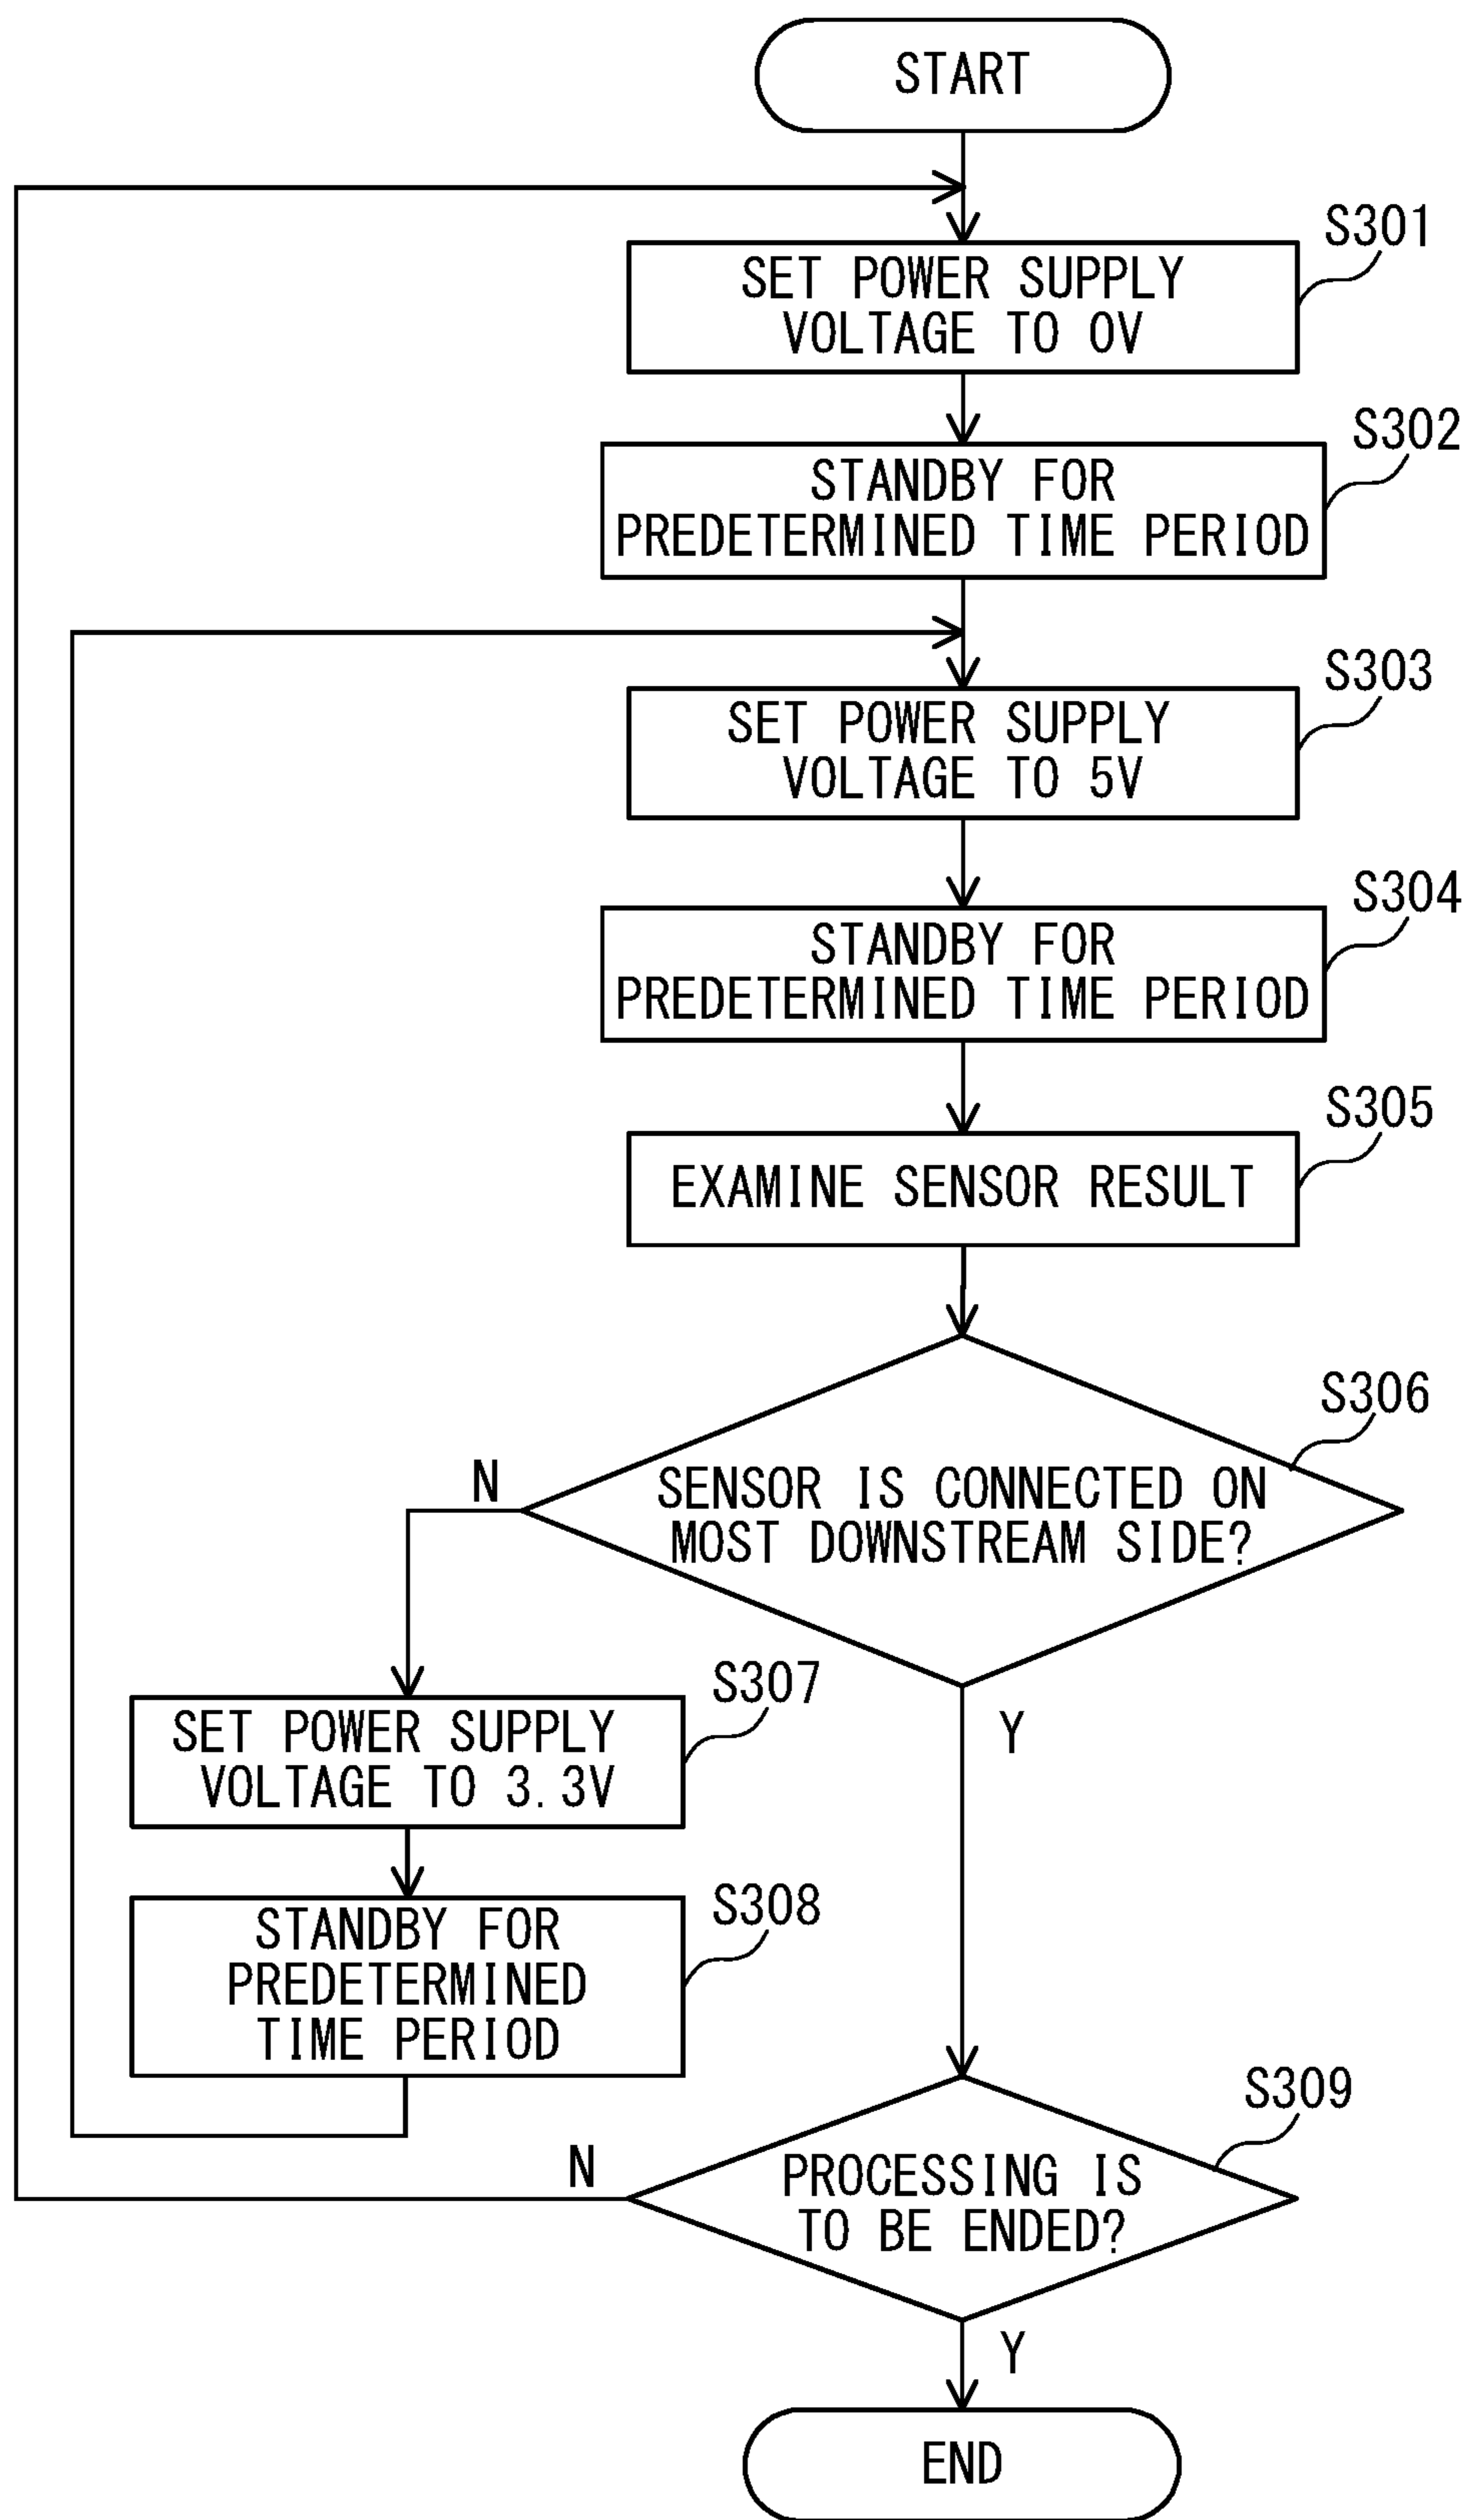 START
S301
SET POWER SUPPLY
VOLTAGE TO 0V
S302
STANDBY FOR
PREDETERMINED TIME PERIOD
S303
SET POWER SUPPLY
VOLTAGE TO 5V
S304
STANDBY FOR
PREDETERMINED TIME PERIOD
S305
EXAMINE SENSOR RESULT
S306
N
SENSOR IS CONNECTED ON
MOST DOWNSTREAM SIDE?
S307
Y
SET POWER SUPPLY
VOLTAGE TO 3.3V
S308
STANDBY FOR
PREDETERMINED
TIME PERIOD
S309
N
PROCESSING IS
TO BE ENDED?
Y
END